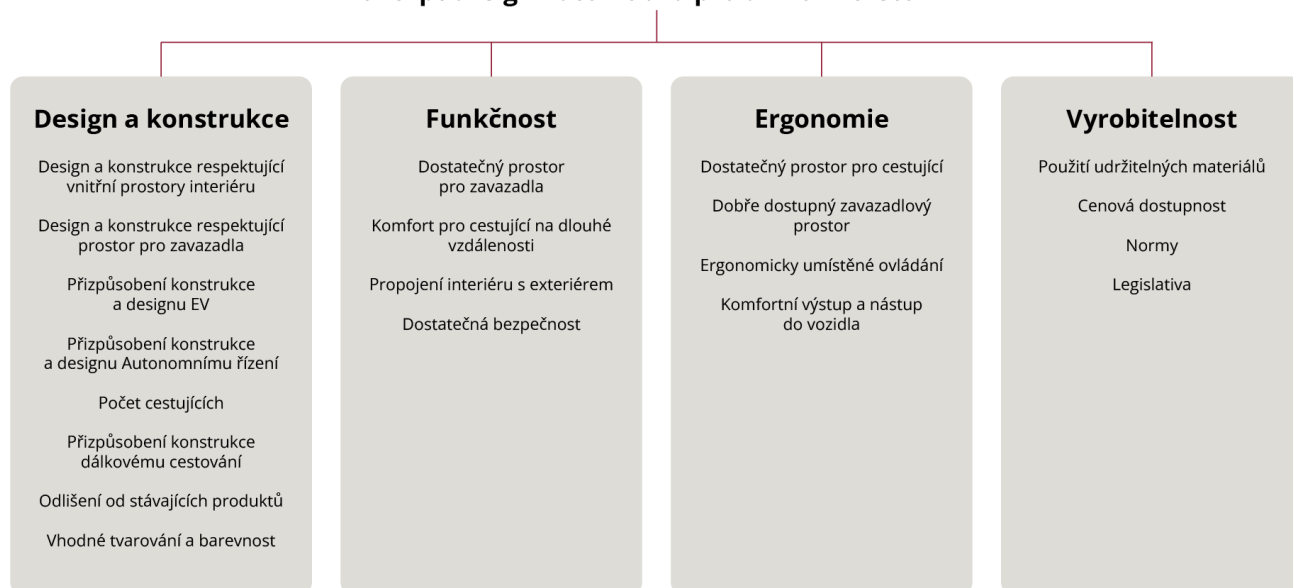 Design a konstrukce
Design a konstrukce respektující
vnitřní prostory interiéru
Design a konstrukce respektující
prostor pro zavazadla
Přizpůsobení konstrukce
a designu EV
Přizpůsobení konstrukce
a designu Autonomnímu řízení
Počet cestujících
Přizpůsobení konstrukce
dálkovému cestování
Odlišení od stávajících produktů
Vhodné tvarování a barevnost
Funkčnost
Dostatečný prostor
pro zavazadla
Komfort pro cestující na dlouhé
vzdálenosti
Propojení interiéru s exteriérem
Dostatečná bezpečnost
Ergonomie
Dostatečný prostor pro cestující
Dobře dostupný zavazadlový
prostor
Ergonomicky umístěné ovládání
Komfortní výstup a nástup
do vozidla
Vyrobitelnost
Použití udržitelných materiálů
Cenová dostupnost
Normy
Legislativa